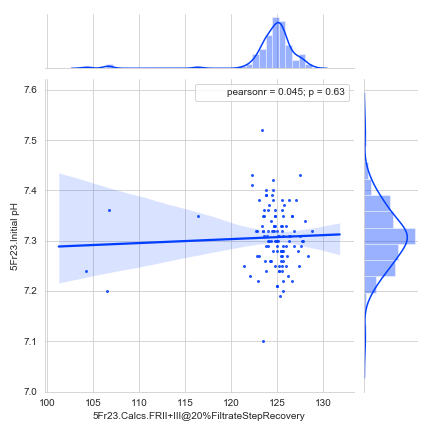 pearsonr = 0.045; p = 0.63
7.6
7.5
7.4
7.3
7.2
7.1
7.0
5Fr23.Initial pH
100 105 110 115 120 125 130
5Fr23.Calcs.FRII+III@20%FiltrateStepRecovery